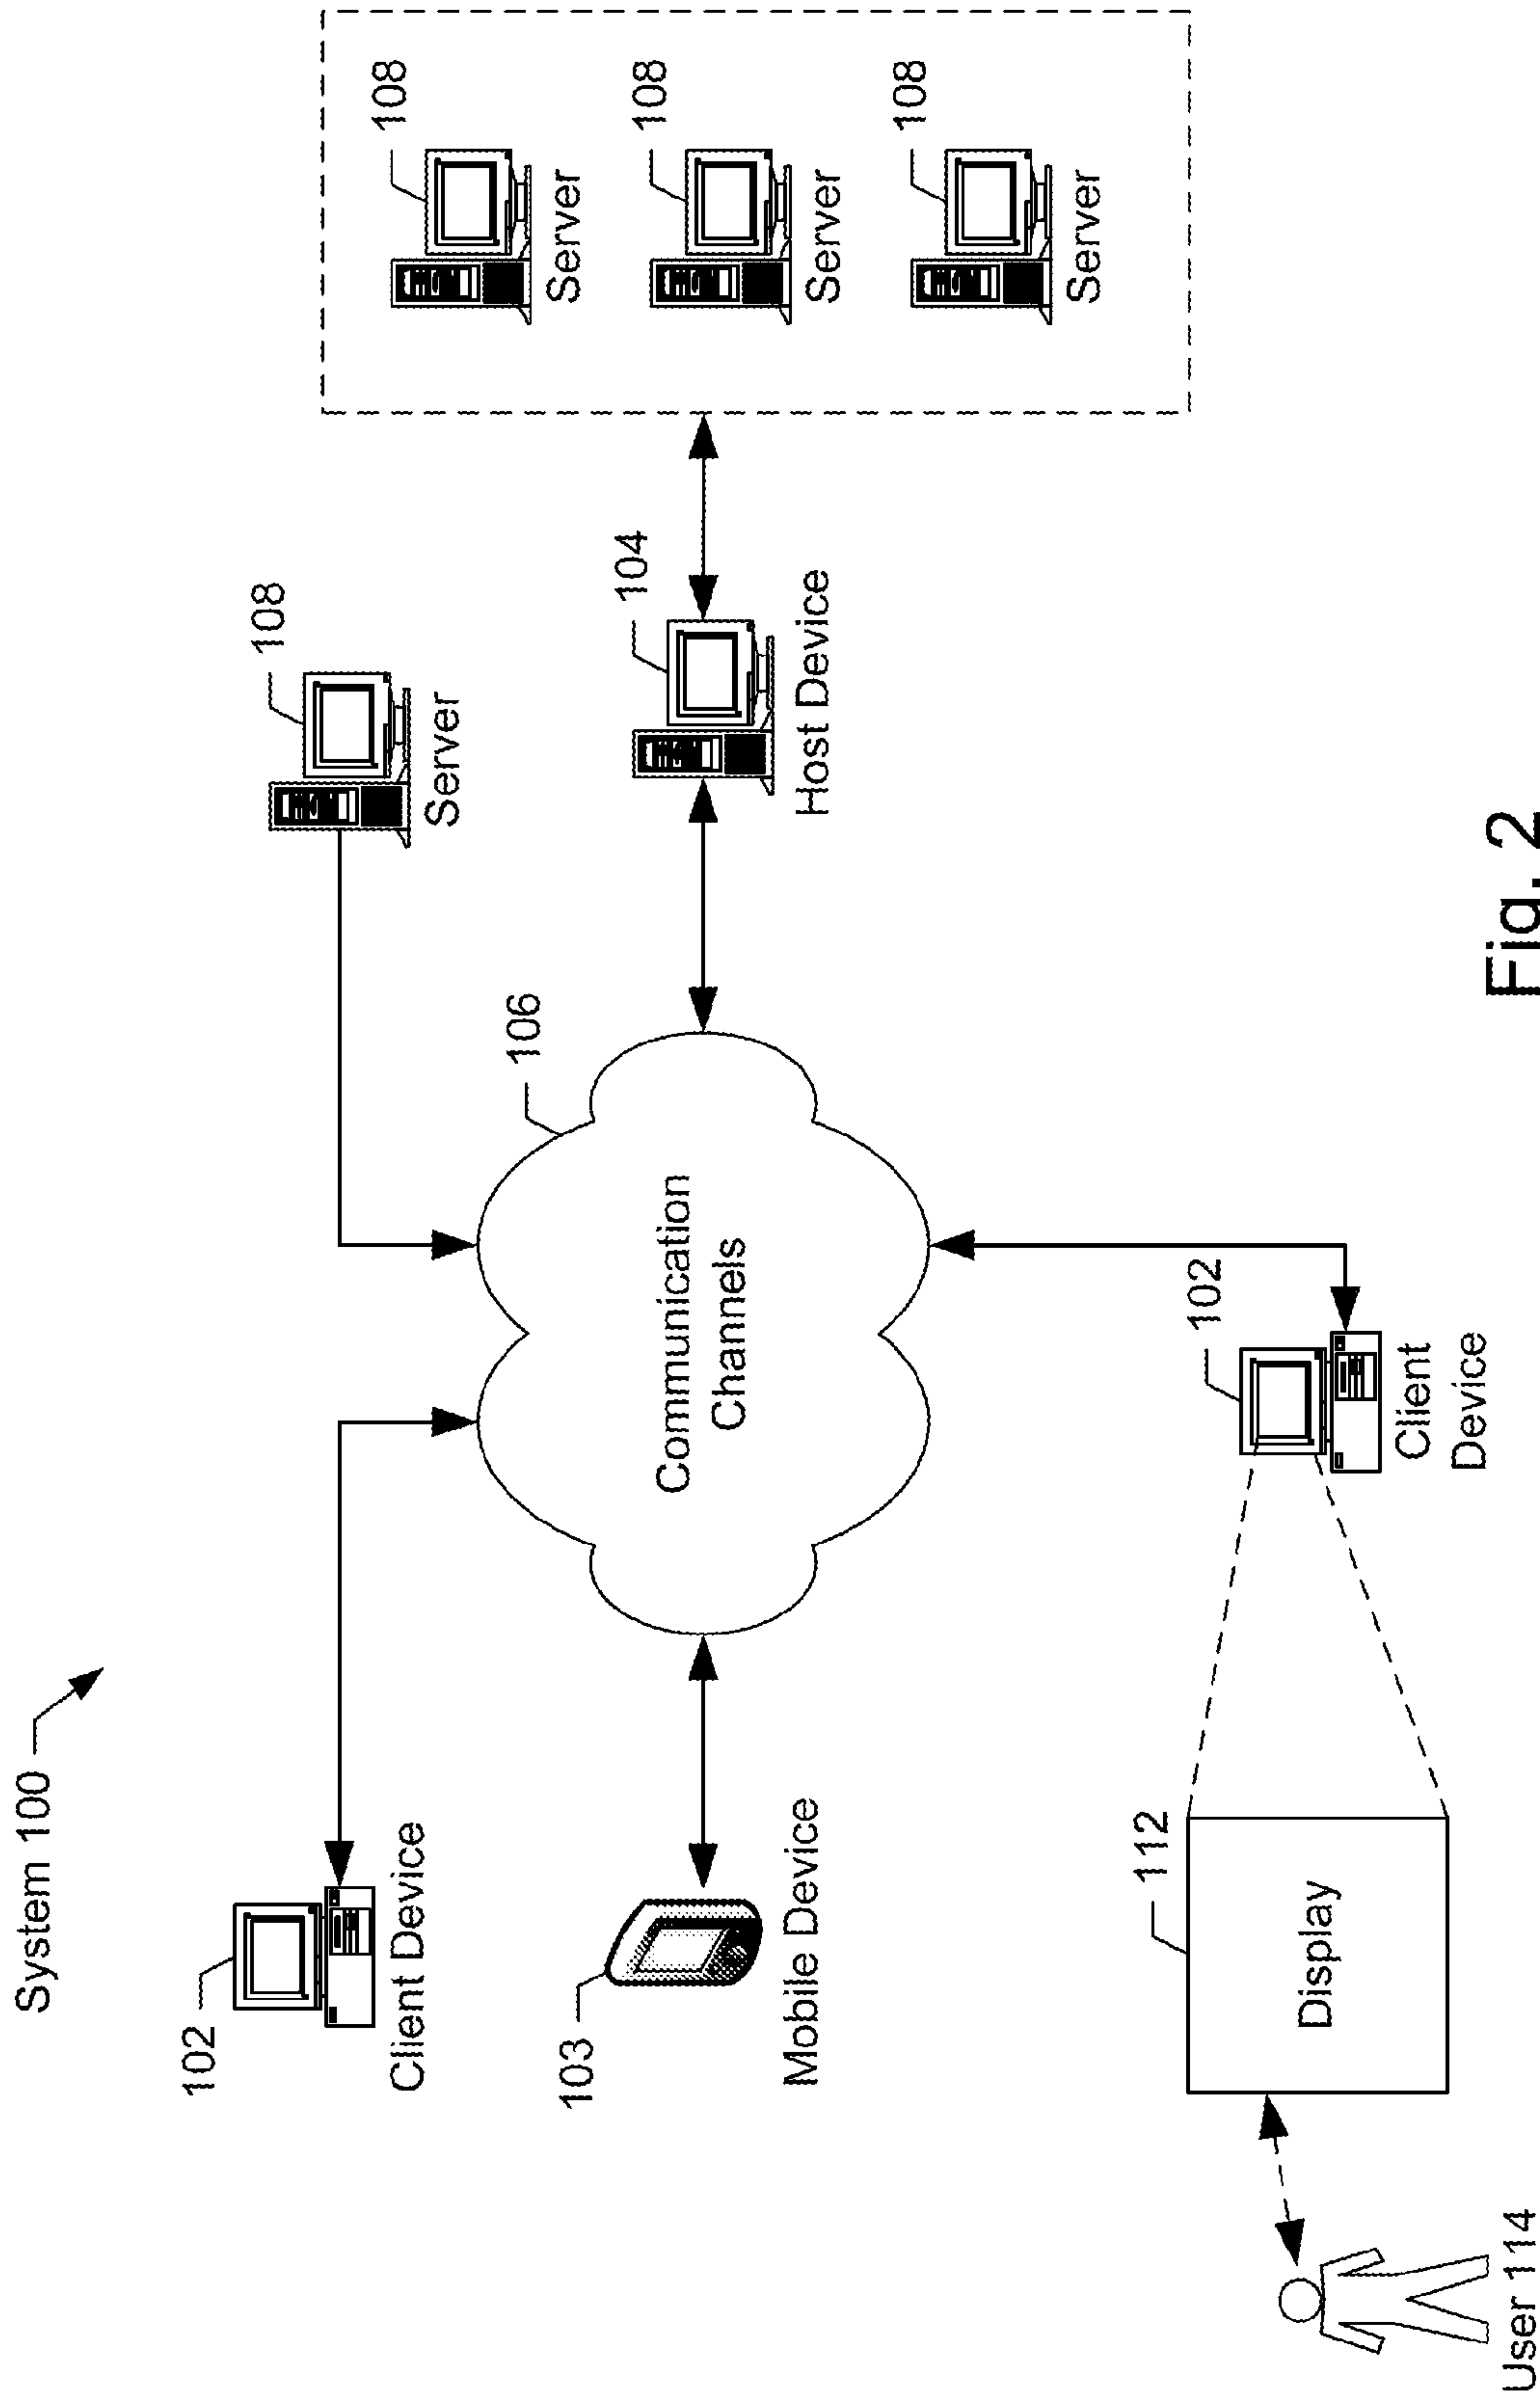 System 100
102
Client Device
108
Server
108
Server
108
Server
108
Server
103
Mobile Device
106
Communication
Channels
104
Host Device
112
Display
102
Client
Device
User 114
Fig. 2